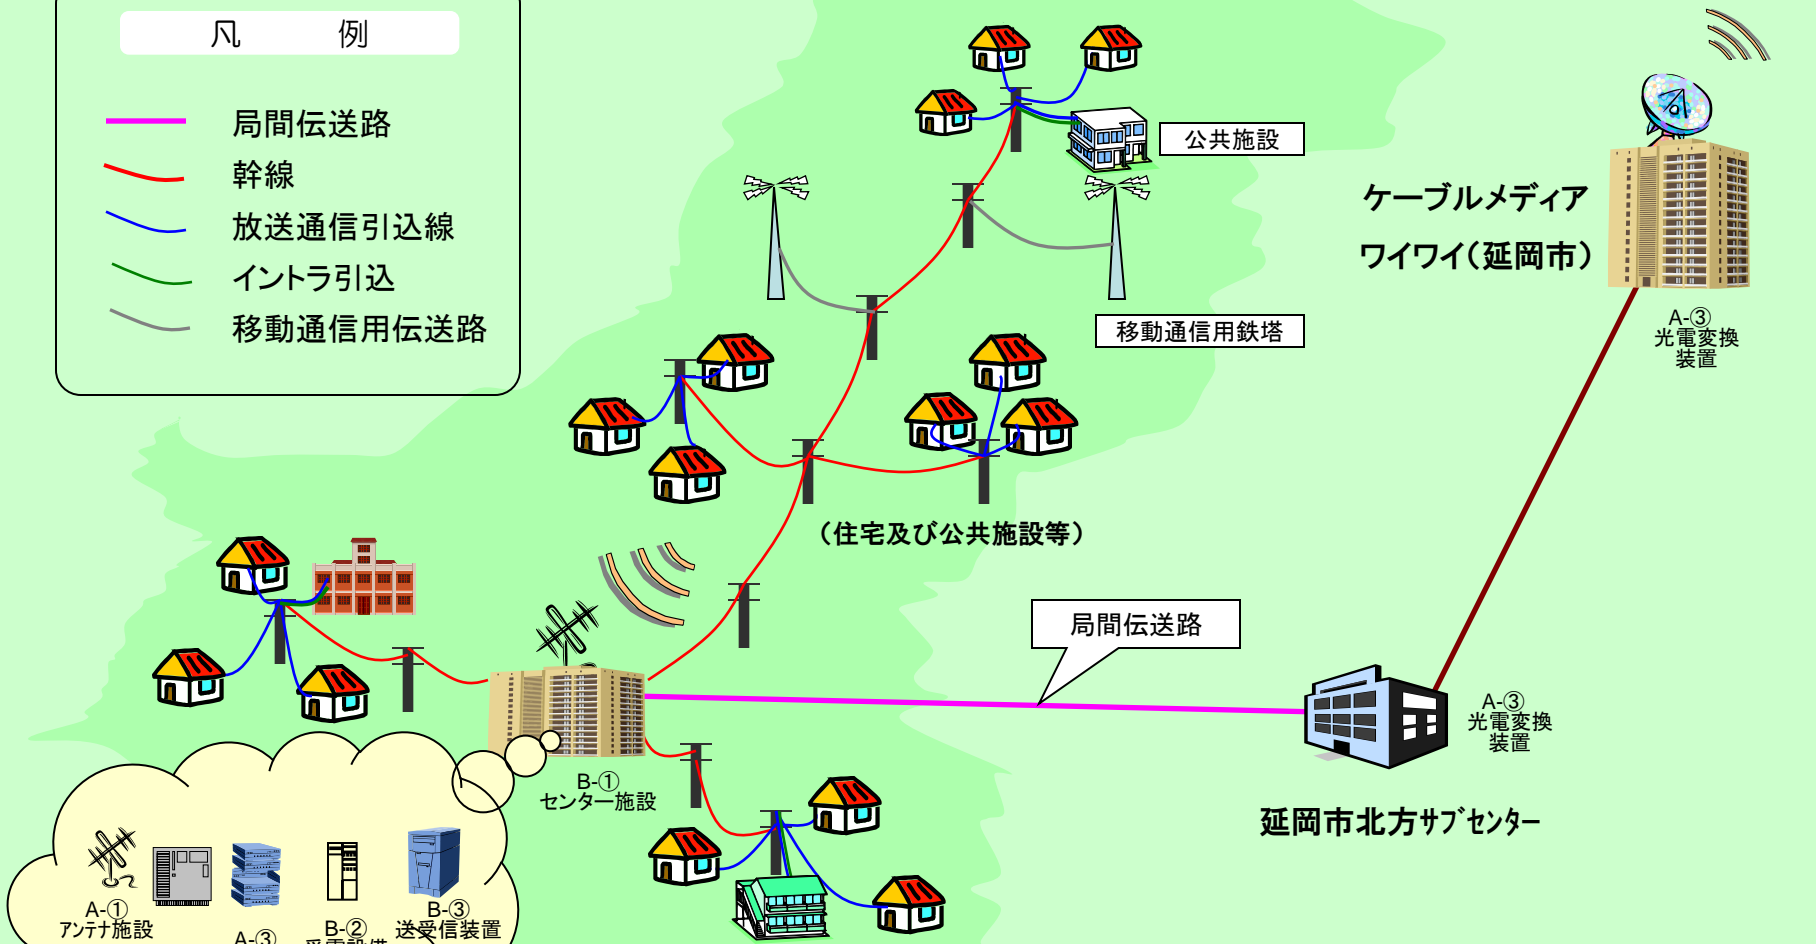 凡 例
局間伝送路
幹線
放送通信引込線
イントラ引込
移動通信用伝送路
公共施設
ケーブルメディア
ワイワイ(延岡市)
A-③
光電変換
装置
移動通信用鉄塔
(住宅及び公共施設等)
局間伝送路
A-③
光電変換
装置
延岡市北方サブセンター
B-①
センター施設
A-①
アンテナ施設
A-③
B-②
受電設備
B-③
送受信装置